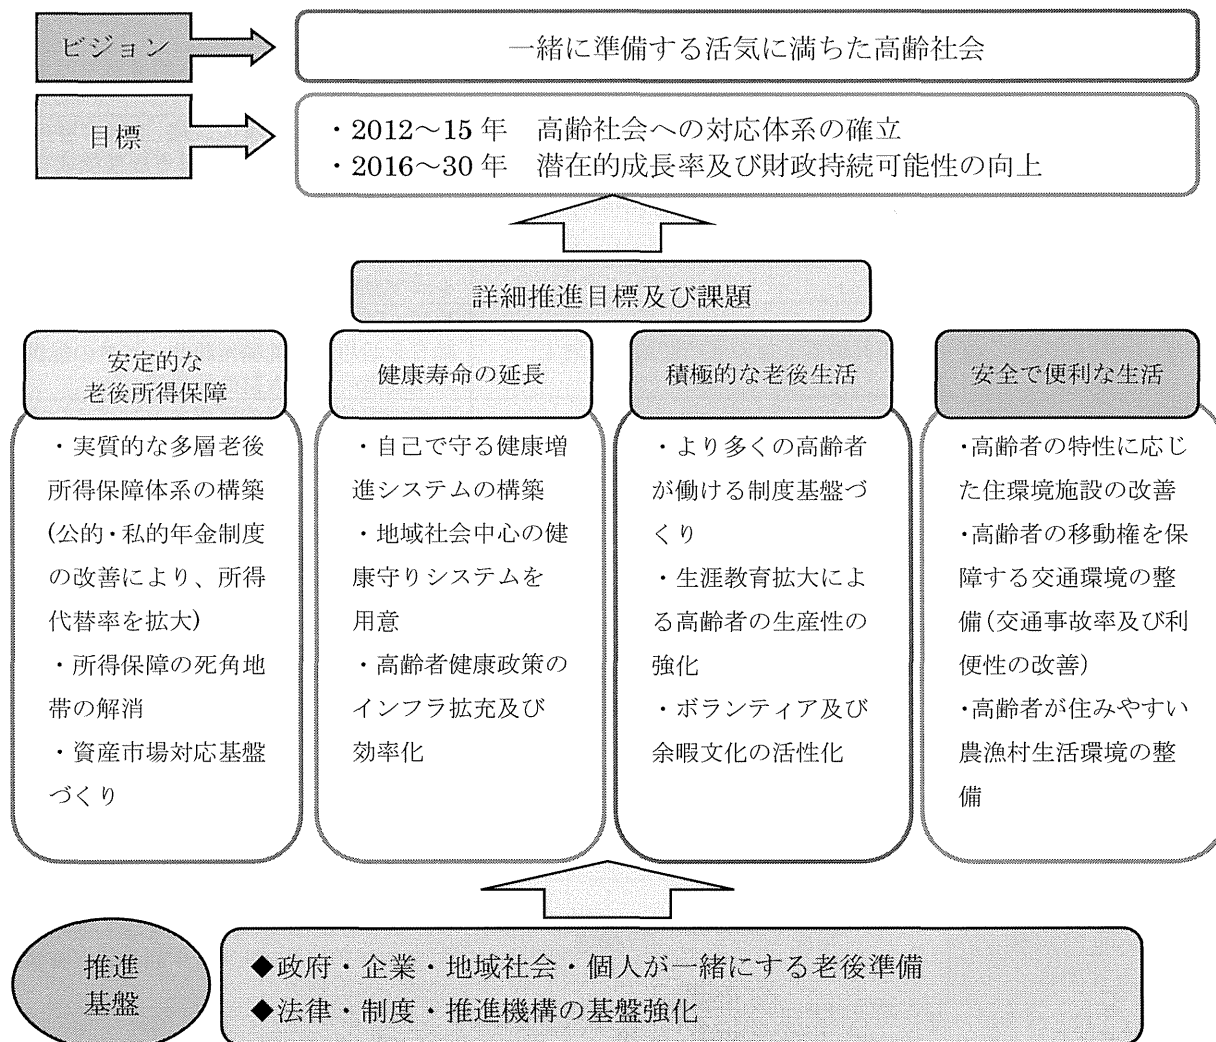 ビジョン
一緒に準備する活気に満ちた高齢社会
目標
・2012～15 年　高齢社会への対応体系の確立
・2016～30 年　潜在的成長率及び財政持続可能性の向上
詳細推進目標及び課題
安定的な
老後所得保障
・実質的な多層老後
所得保障体系の構築
(公的・私的年金制度
の改善により、所得
代替率を拡大)
・所得保障の死角地
帯の解消
・資産市場対応基盤
づくり
健康寿命の延長
・自己で守る健康増
進システムの構築
・地域社会中心の健
康守りシステムを
用意
・高齢者健康政策の
インフラ拡充及び
効率化
積極的な老後生活
・より多くの高齢者
が働ける制度基盤づ
くり
・生涯教育拡大によ
る高齢者の生産性の
強化
・ボランティア及び
余暇文化の活性化
安全で便利な生活
・高齢者の特性に応じ
た住環境施設の改善
・高齢者の移動権を保
障する交通環境の整
備(交通事故率及び利
便性の改善)
・高齢者が住みやすい
農漁村生活環境の整
備
推進
基盤
◆政府・企業・地域社会・個人が一緒にする老後準備
◆法律・制度・推進機構の基盤強化